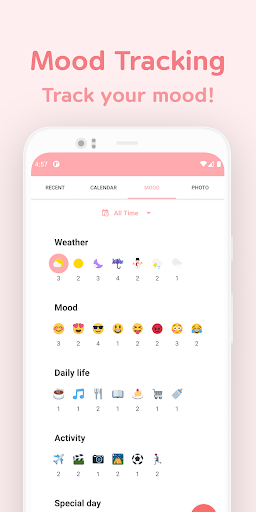 Mood Tracking
Track your mood!
4:57
RECENT CALENDAR MOOD PHOTO
All Time
Weather
3 2 3 4 2 2 1
Mood
3 2 4 1 2 2 3 2
Daily life
1 1 1 1 2 1 1
Activity
2 2 1 2 1 1
Special day